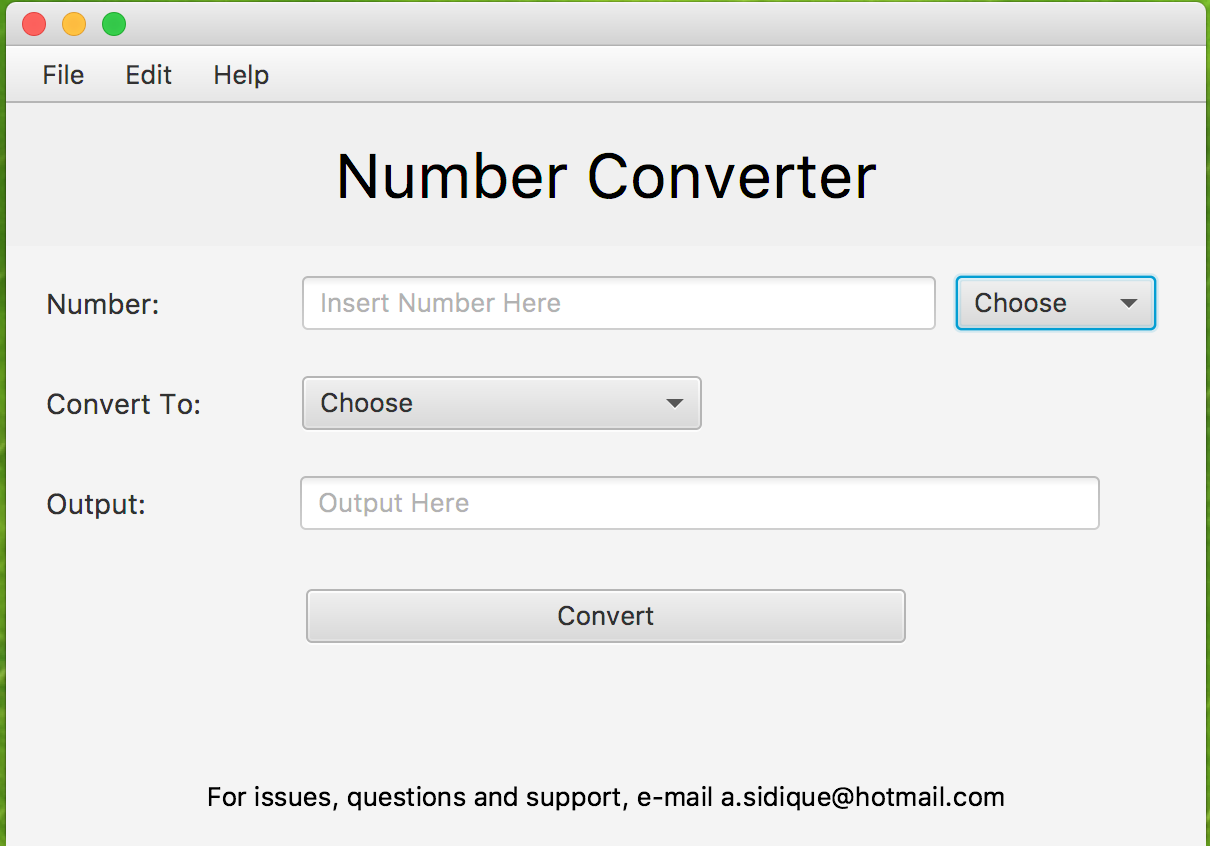 File Edit Help
Number Converter
Number: Insert Number Here Choose
Convert To: Choose
Output: Output Here
Convert
For issues, questions and support, e-mail a.sidique@hotmail.com